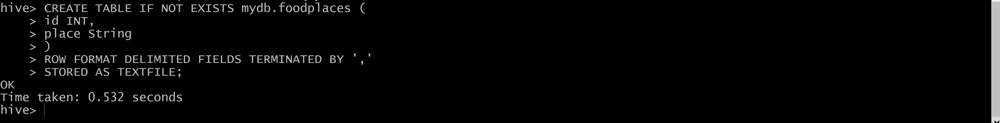 hive> CREATE TABLE IF NOT EXISTS mydb.foodplaces (
    > id INT,
    > place String
    > )
    > ROW FORMAT DELIMITED FIELDS TERMINATED BY ','
    > STORED AS TEXTFILE;
OK
Time taken: 0.532 seconds
hive>